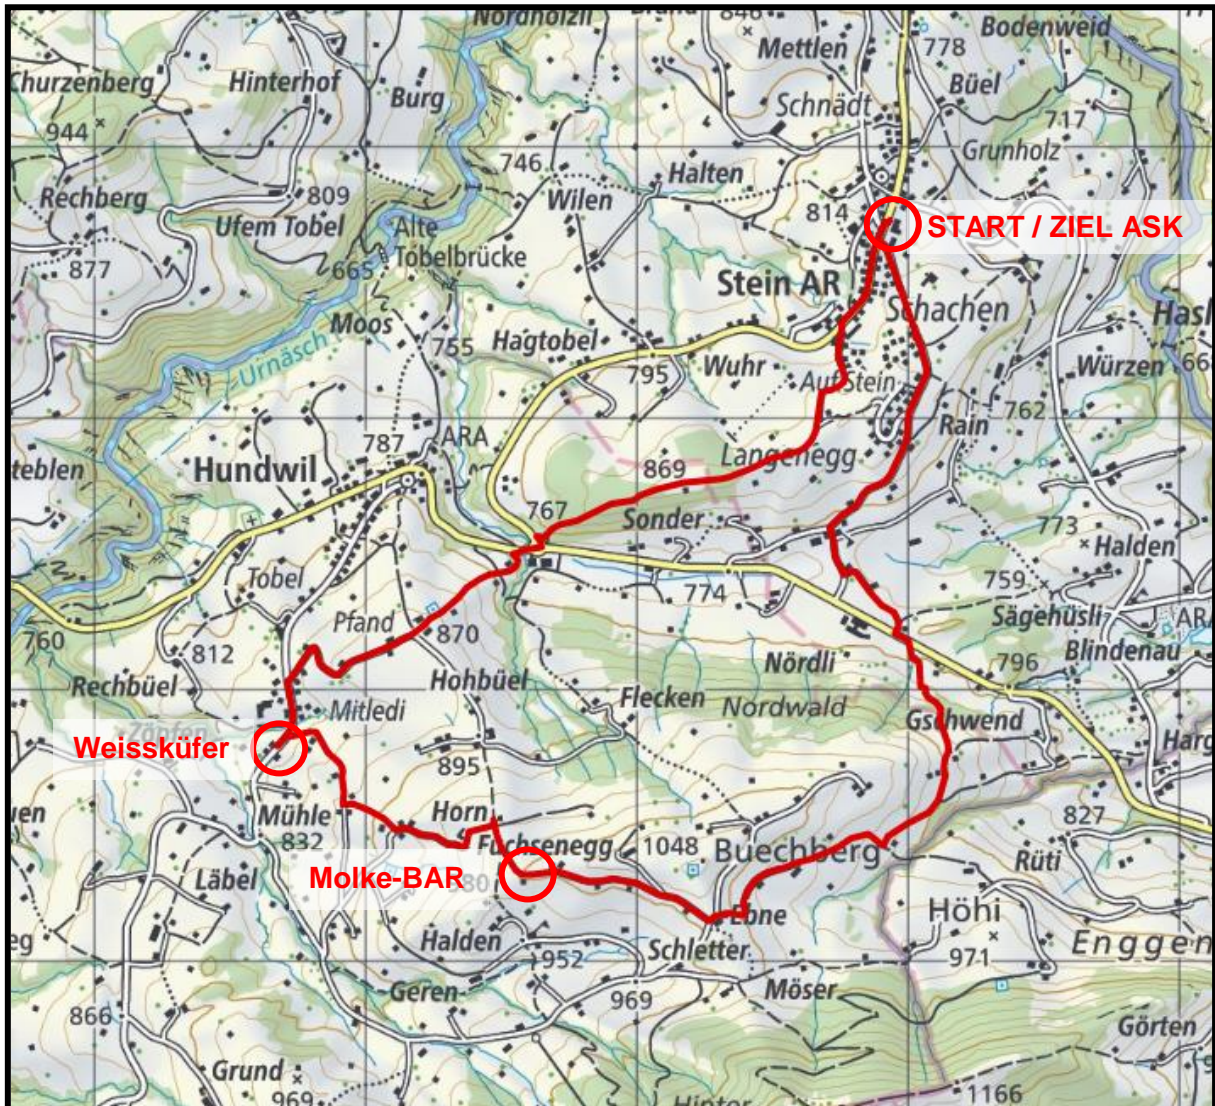 Nordholzli
846
Mettlen
778
Bodenweid
Churzenberg
Hinterhof
Burg
Büel
Schnädt
717
944
746
Halten
Grunholz
Rechberg
809
Wilen
814
Ufem Tobel
Alte
Tobelbrücke
START / ZIEL ASK
877
665
Stein AR
Schachen
Moos
755
Hagtobel
Urnäsch
795
Wuhr
Auf Stein
Würzen
762
787
ARA
Rain
Hundwil
869
Langenegg
767
Sonder
773
Halden
Tobel
774
759
Pfand
870
Sägehüsli
760
812
Nördli
796
Blindenau
Rechbüel
Hohbüel
Flecken
Nordwald
Mitledi
Gschwend
Weissküfer
895
Mühle
Horn
827
832
Fuchsenegg
1048
Buechberg
Rüti
Molke-BAR
Läbel
Ebne
Höhi
Halden
Schletter
Enggen
952
971
Geren
969
Möser
866
Görten
Grund
969
1166
Hinter